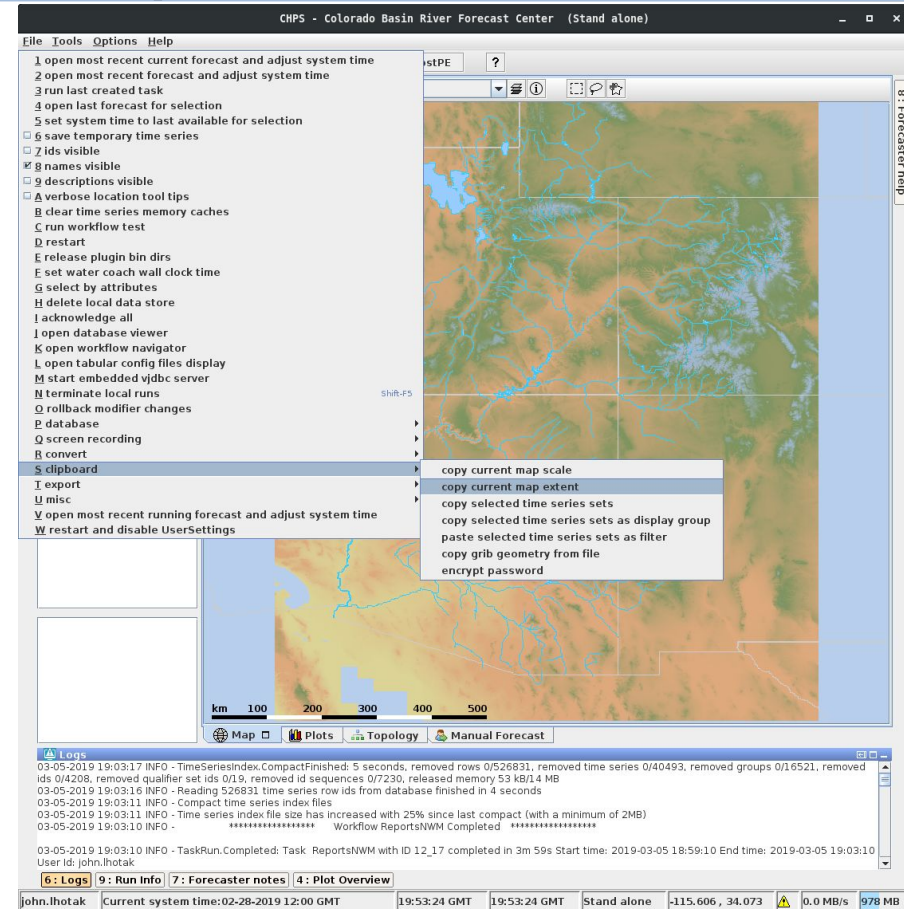 CHPS - Colorado Basin River Forecast Center (Stand alone)
File Tools Options Help
1 open most recent current forecast and adjust system time
2 open most recent forecast and adjust system time
3 run last created task
4 open last forecast for selection
5 set system time to last available for selection
6 save temporary time series
7 ids visible
8 names visible
9 descriptions visible
A verbose location tool tips
B clear time series memory caches
C run workflow test
D restart
E release plugin bin dirs
F set water coach wall clock time
G select by attributes
H delete local data store
I acknowledge all
J open database viewer
K open workflow navigator
L open tabular config files display
M start embedded vjdbc server
N terminate local runs Shift-F5
O rollback modifier changes
P database
Q screen recording
R convert
S clipboard
T export
U misc
V open most recent running forecast and adjust system time
W restart and disable UserSettings
stPE ?
8 : Forecaster help
copy current map scale
copy current map extent
copy selected time series sets
copy selected time series sets as display group
paste selected time series sets as filter
copy grib geometry from file
encrypt password
km 100 200 300 400 500
Map Plots Topology Manual Forecast
Logs
03-05-2019 19:03:17 INFO - TimeSeriesIndex.CompactFinished: 5 seconds, removed rows 0/526831, removed time series 0/40493, removed groups 0/16521, removed
ids 0/4208, removed qualifier set ids 0/19, removed id sequences 0/7230, released memory 53 kB/14 MB
03-05-2019 19:03:16 INFO - Reading 526831 time series row ids from database finished in 4 seconds
03-05-2019 19:03:11 INFO - Compact time series index files
03-05-2019 19:03:11 INFO - Time series index file size has increased with 25% since last compact (with a minimum of 2MB)
03-05-2019 19:03:10 INFO - ****************** Workflow ReportsNWM Completed ******************
03-05-2019 19:03:10 INFO - TaskRun.Completed: Task ReportsNWM with ID 12_17 completed in 3m 59s Start time: 2019-03-05 18:59:10 End time: 2019-03-05 19:03:10
User Id: john.lhotak
6 : Logs 9 : Run Info 7 : Forecaster notes 4 : Plot Overview
john.lhotak Current system time:02-28-2019 12:00 GMT 19:53:24 GMT 19:53:24 GMT Stand alone -115.606 , 34.073 0.0 MB/s 978 MB